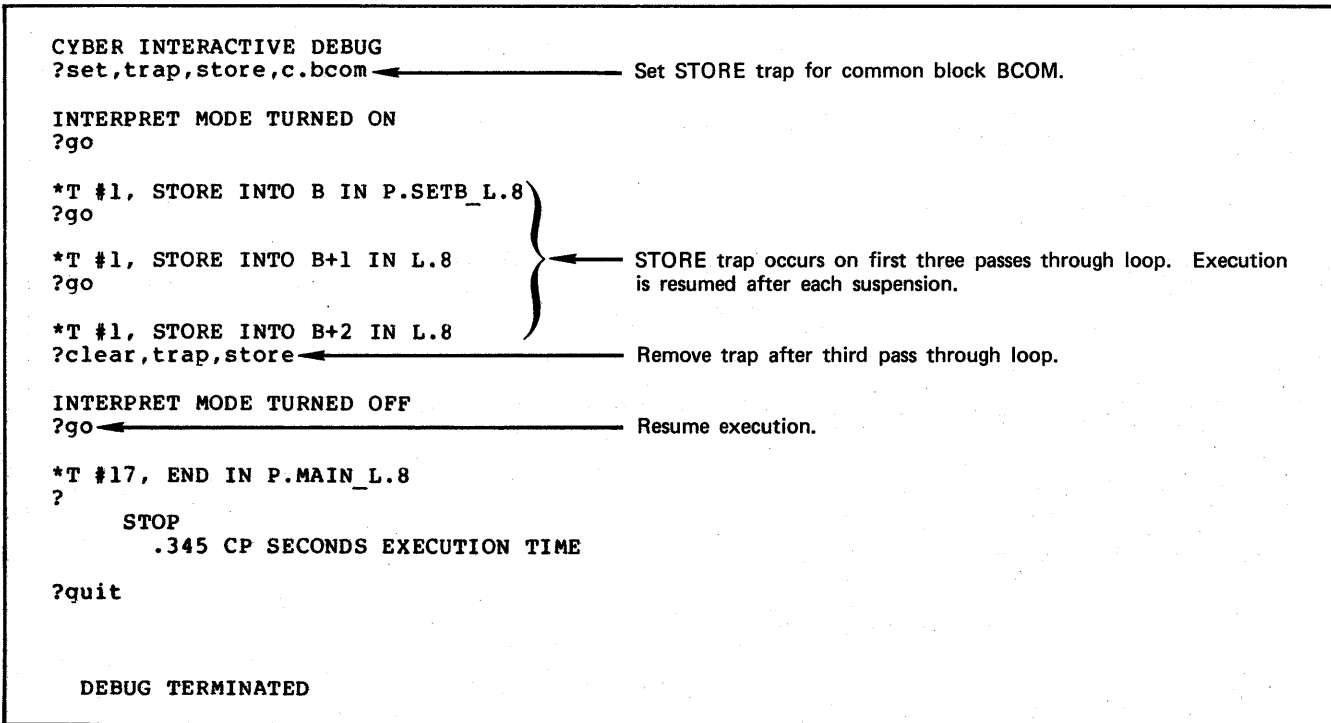 CYBER INTERACTIVE DEBUG
?set,trap,store,c.bcom Set STORE trap for common block BCOM.
INTERPRET MODE TURNED ON
?go
*T #1, STORE INTO B IN P.SETB_L.8
?go
*T #1, STORE INTO B+1 IN L.8 STORE trap occurs on first three passes through loop. Execution
?go is resumed after each suspension.
*T #1, STORE INTO B+2 IN L.8
?clear,trap,store Remove trap after third pass through loop.
INTERPRET MODE TURNED OFF
?go Resume execution.
*T #17, END IN P.MAIN_L.8
?
STOP
.345 CP SECONDS EXECUTION TIME
?quit
DEBUG TERMINATED